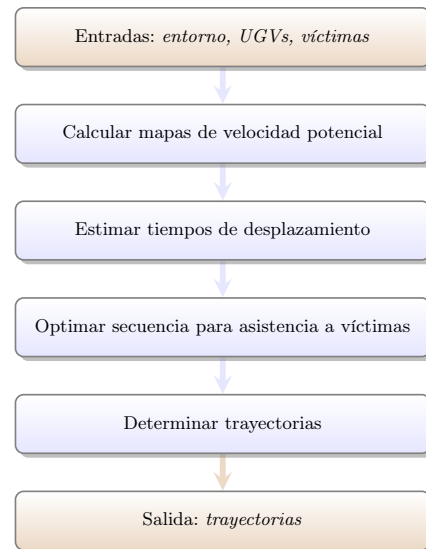 Entradas: entorno, UGVs, víctimas
Calcular mapas de velocidad potencial
Estimar tiempos de desplazamiento
Optimar secuencia para asistencia a víctimas
Determinar trayectorias
Salida: trayectorias